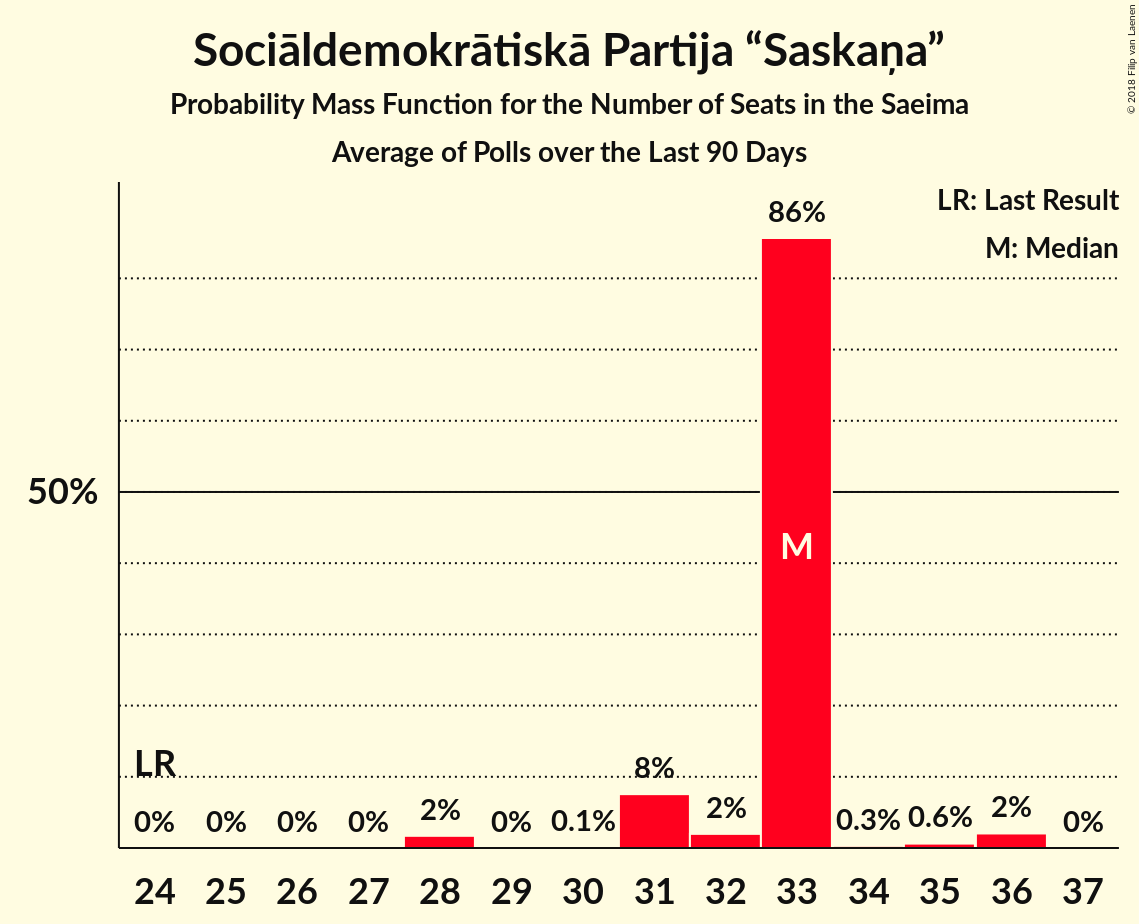 Sociāldemokrātiskā Partija “Saskaņa”
Probability Mass Function for the Number of Seats in the Saeima
Average of Polls over the Last 90 Days
© 2018 Filip van Laenen
LR: Last Result
M: Median
86%
50%
M
LR
0% 0% 0% 0% 2% 0% 0.1% 8% 2% 0.3% 0.6% 2% 0%
24 25 26 27 28 29 30 31 32 33 34 35 36 37